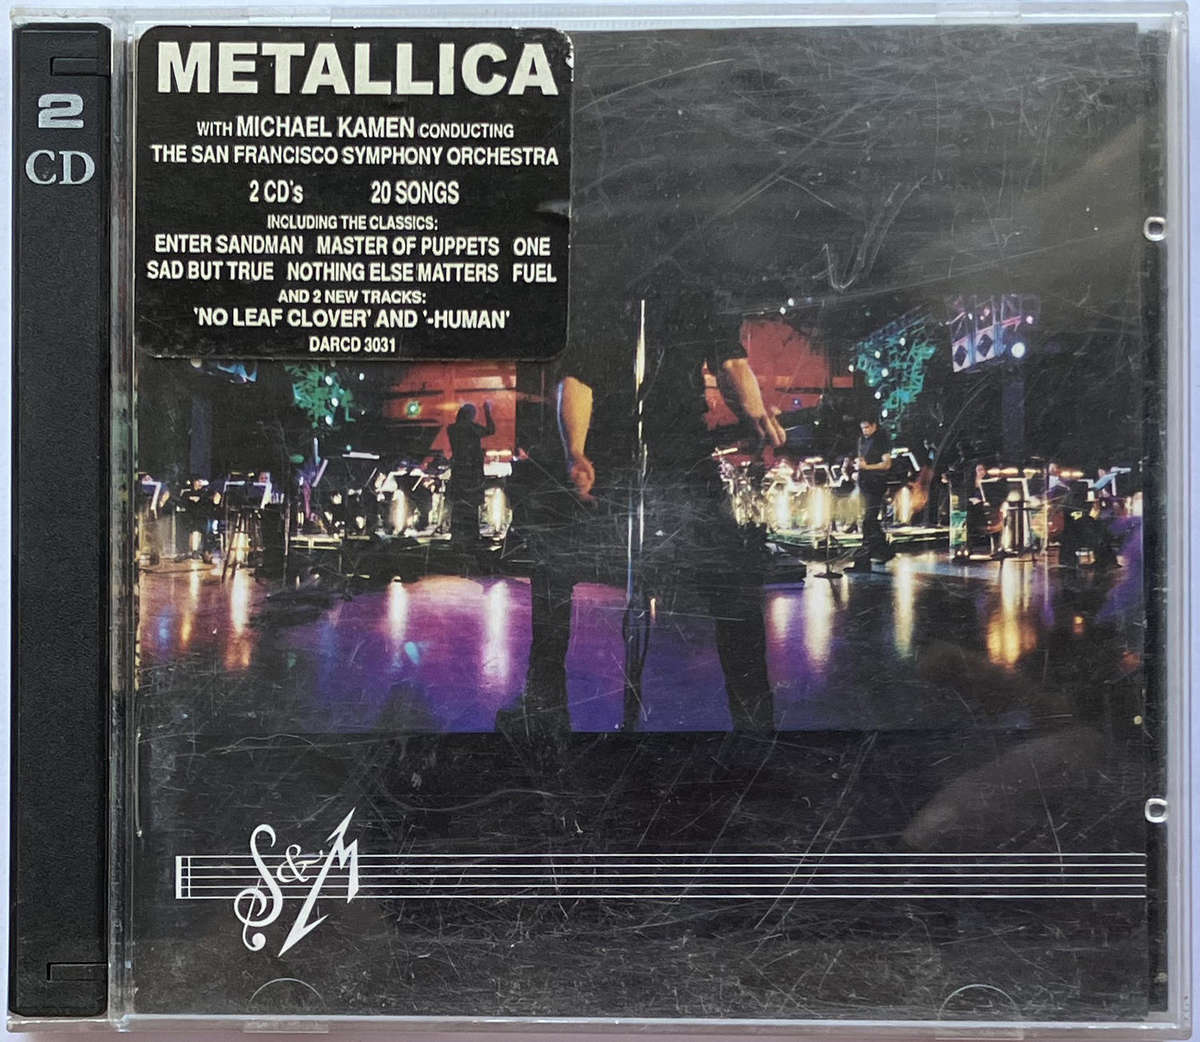 2
CD
METALLICA
WITH MICHAEL KAMEN CONDUCTING
THE SAN FRANCISCO SYMPHONY ORCHESTRA
2 CD's 20 SONGS
INCLUDING THE CLASSICS:
ENTER SANDMAN MASTER OF PUPPETS ONE
SAD BUT TRUE NOTHING ELSE MATTERS FUEL
AND 2 NEW TRACKS:
'NO LEAF CLOVER' AND '-HUMAN'
DARCD 3031
S&M